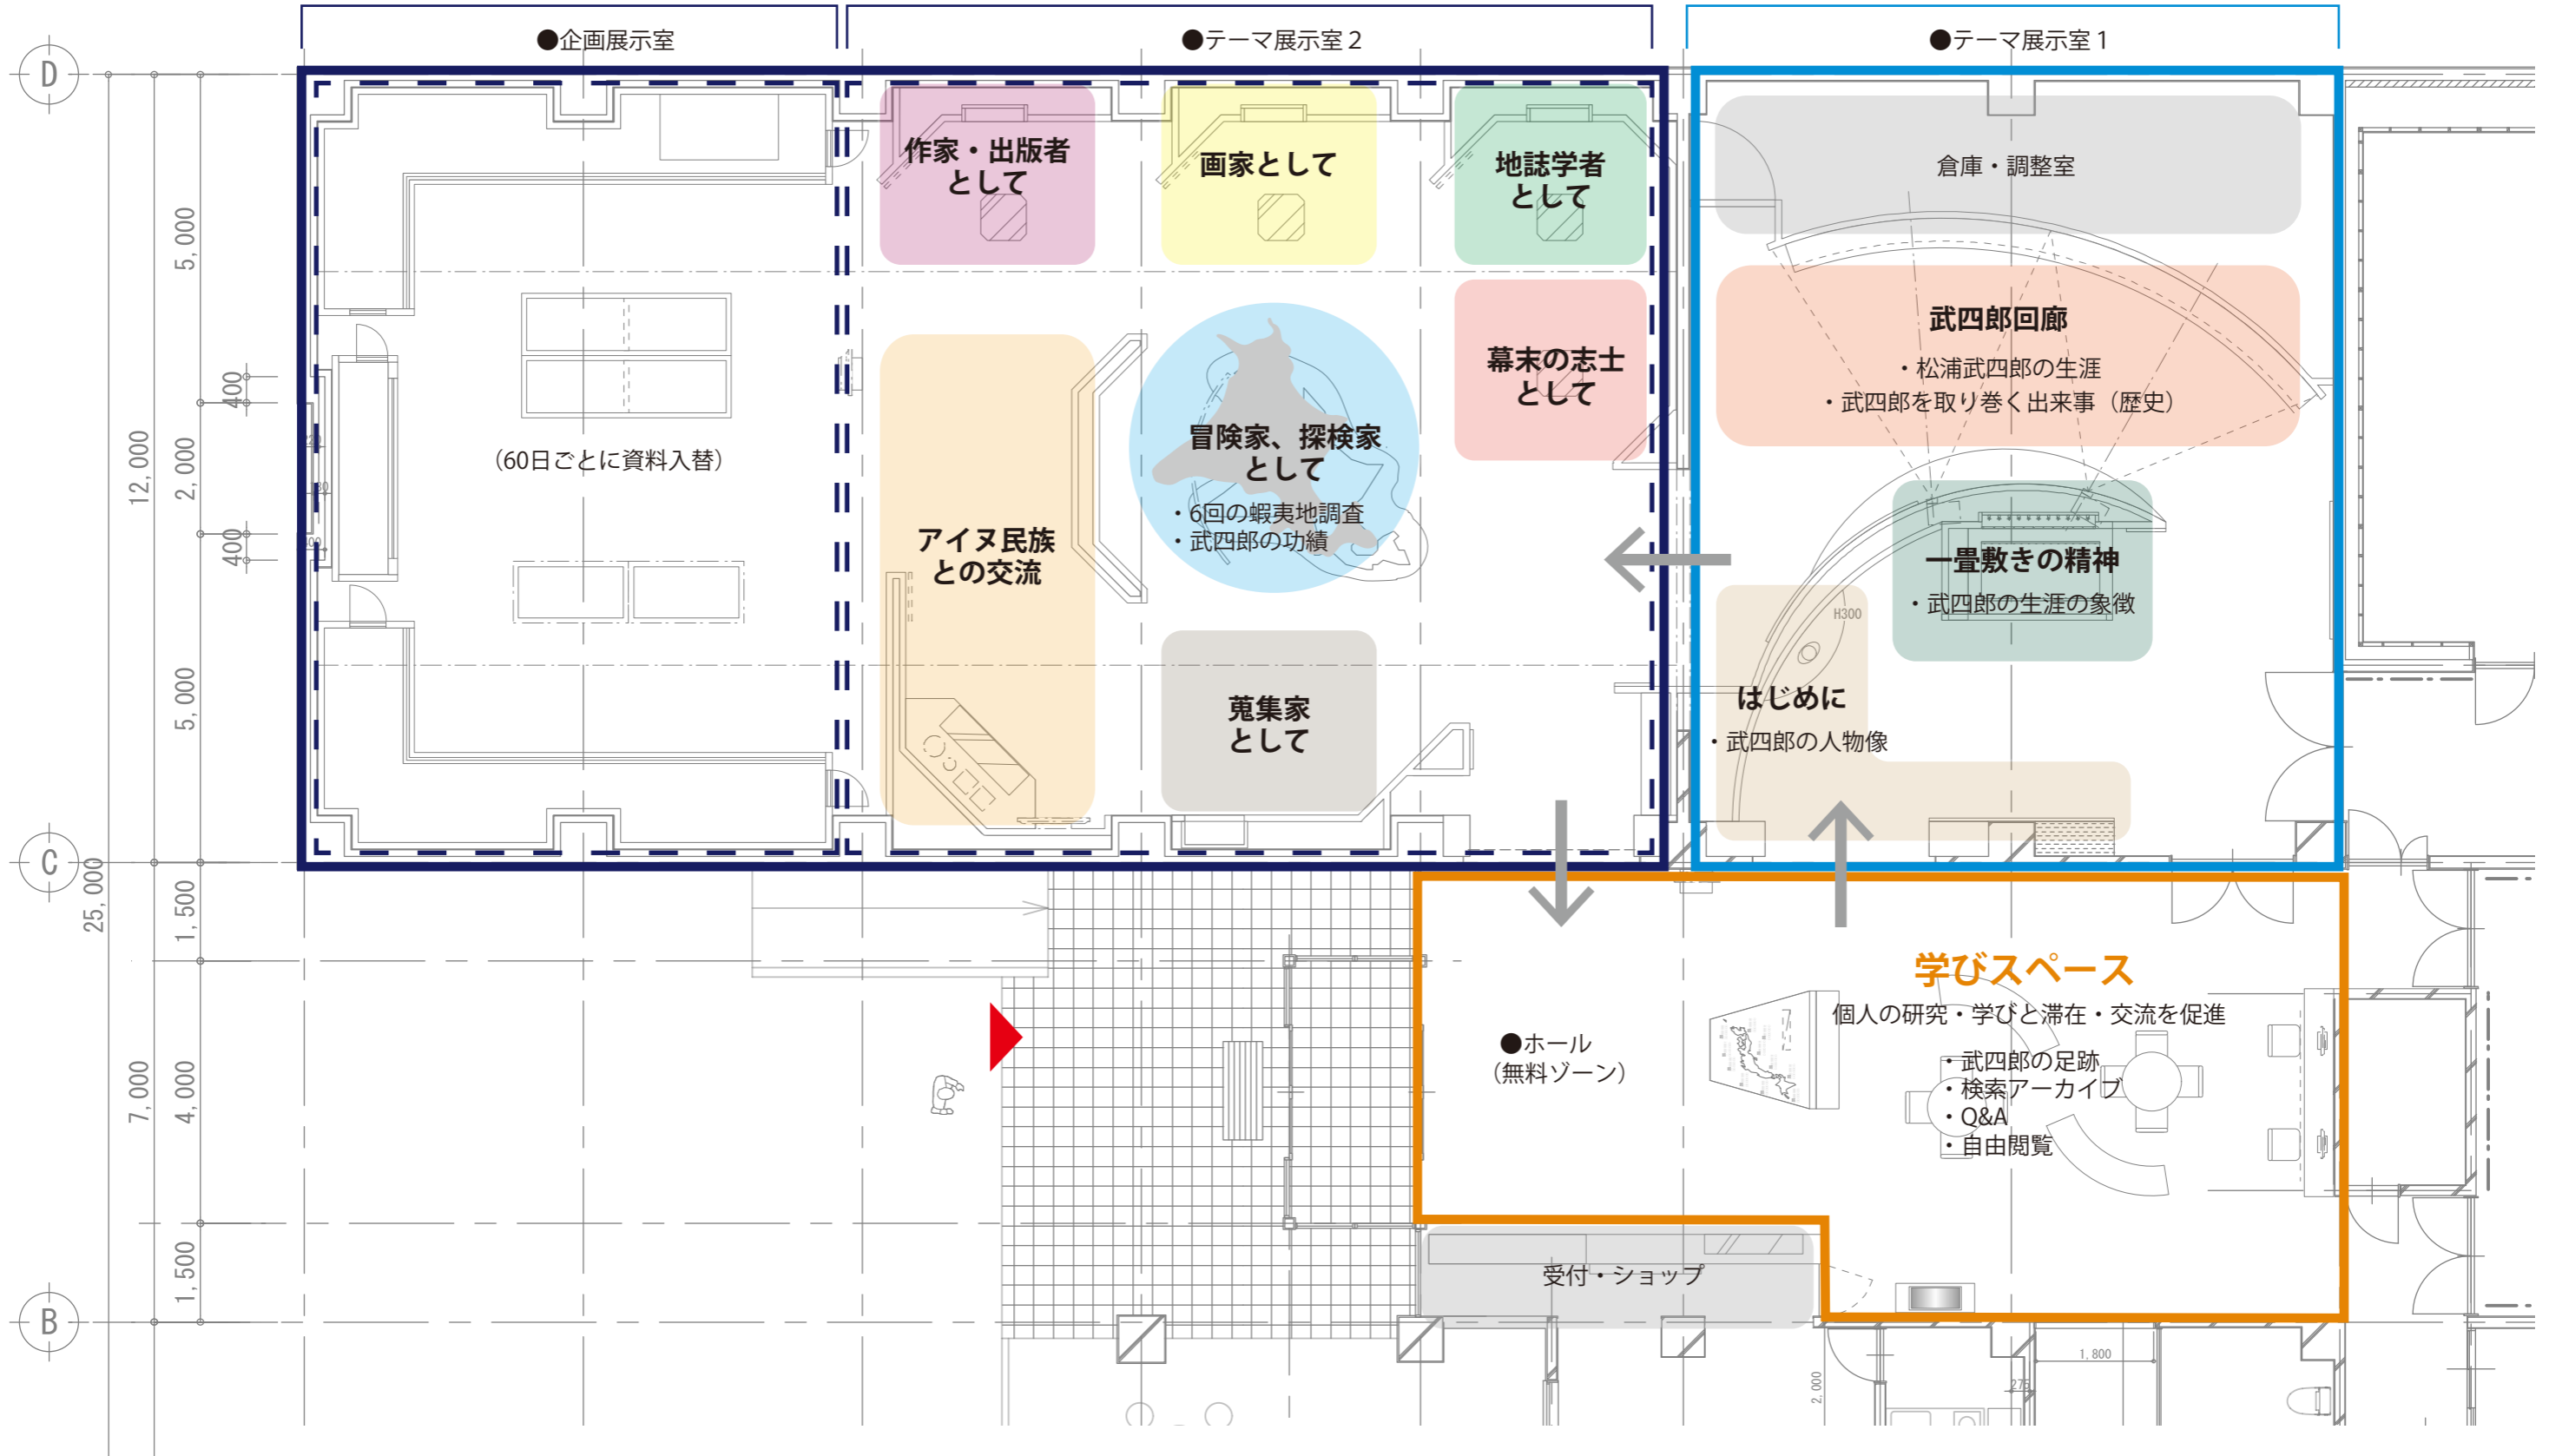 ●企画展示室
●テーマ展示室２
●テーマ展示室１
D
作家・出版者
として
画家として
地誌学者
として
倉庫・調整室
5,000
武四郎回廊
・松浦武四郎の生涯
・武四郎を取り巻く出来事（歴史）
幕末の志士
として
400
12,000
2,000
400
（60日ごとに資料入替）
冒険家、探検家
として
・6回の蝦夷地調査
・武四郎の功績
アイヌ民族
との交流
一畳敷きの精神
・武四郎の生涯の象徴
H300
はじめに
・武四郎の人物像
蒐集家
として
5,000
C
25,000
1,500
学びスペース
個人の研究・学びと滞在・交流を促進
・武四郎の足跡
・検索アーカイブ
・Q&A
・自由閲覧
●ホール
（無料ゾーン）
7,000
4,000
1,500
受付・ショップ
B
1,800
2,000
275